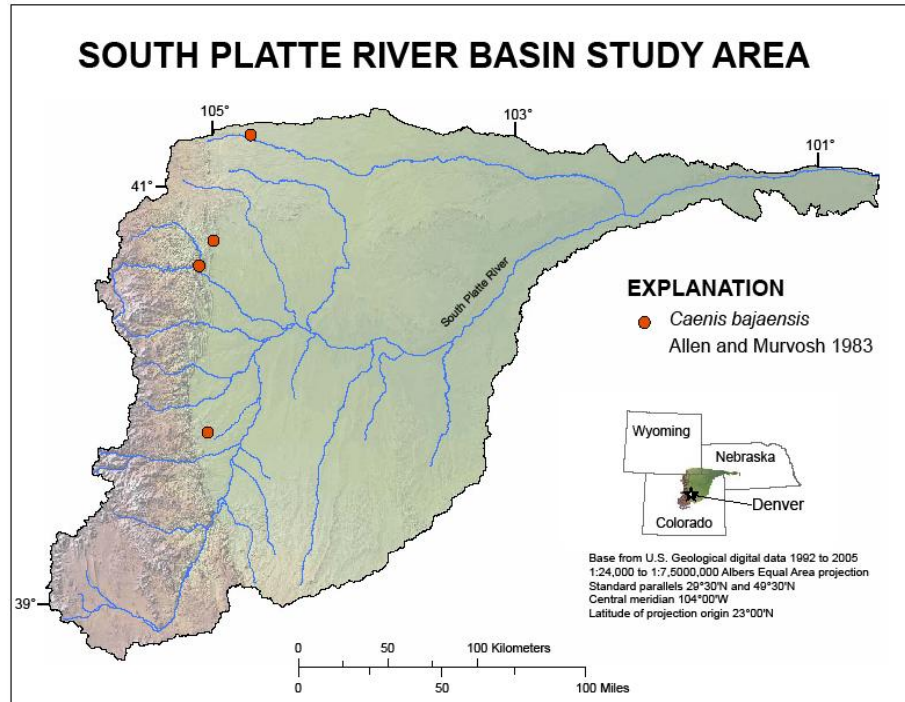 SOUTH PLATTE RIVER BASIN STUDY AREA
105°
103°
101°
41°
South Platte River
EXPLANATION
Caenis bajaensis
Allen and Murvosh 1983
Wyoming
Nebraska
Denver
Colorado
Base from U.S. Geological digital data 1992 to 2005
1:24,000 to 1:7,5000,000 Albers Equal Area projection
Standard parallels 29°30'N and 49°30'N
Central meridian 104°00'W
Latitude of projection origin 23°00'N
39°
0 50 100 Kilometers
0 50 100 Miles